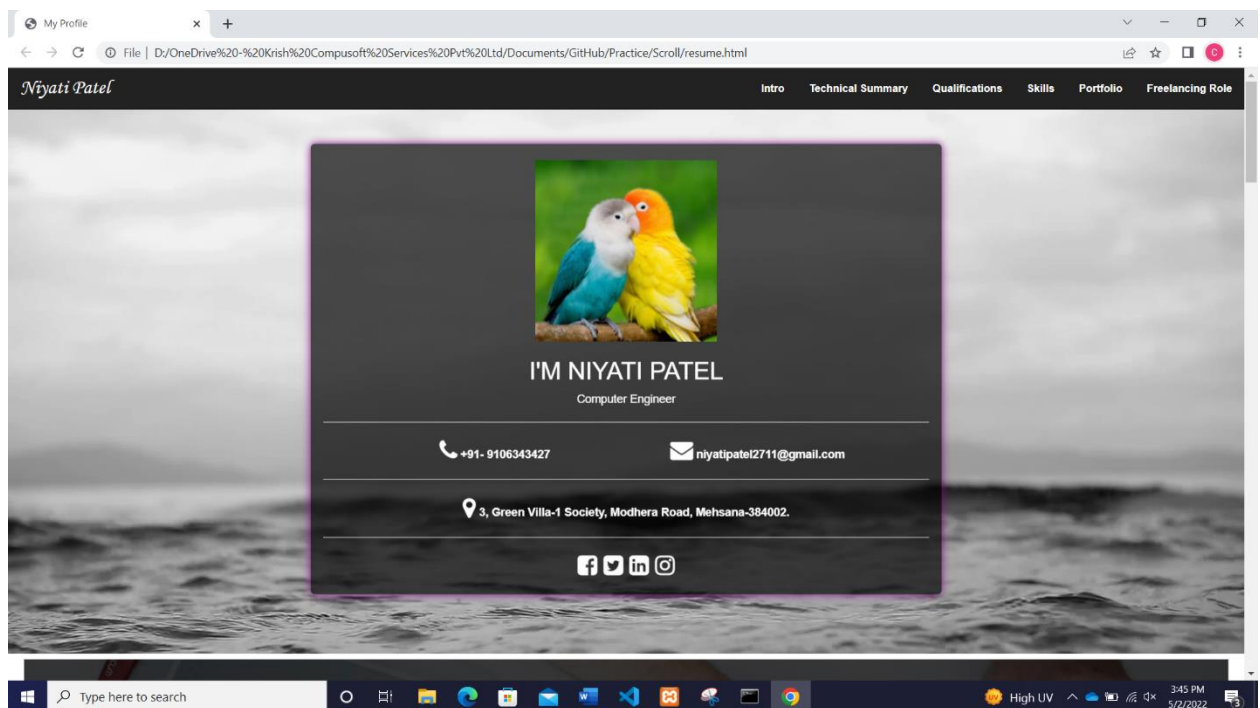 My Profile
File | D:/OneDrive%20-%20Krish%20Compusoft%20Services%20Pvt%20Ltd/Documents/GitHub/Practice/Scroll/resume.html
C
Niyati Patel
Intro Technical Summary Qualifications Skills Portfolio Freelancing Role
I'M NIYATI PATEL
Computer Engineer
+91- 9106343427 niyatipatel2711@gmail.com
3, Green Villa-1 Society, Modhera Road, Mehsana-384002.
Type here to search
High UV
3:45 PM
5/2/2022
3